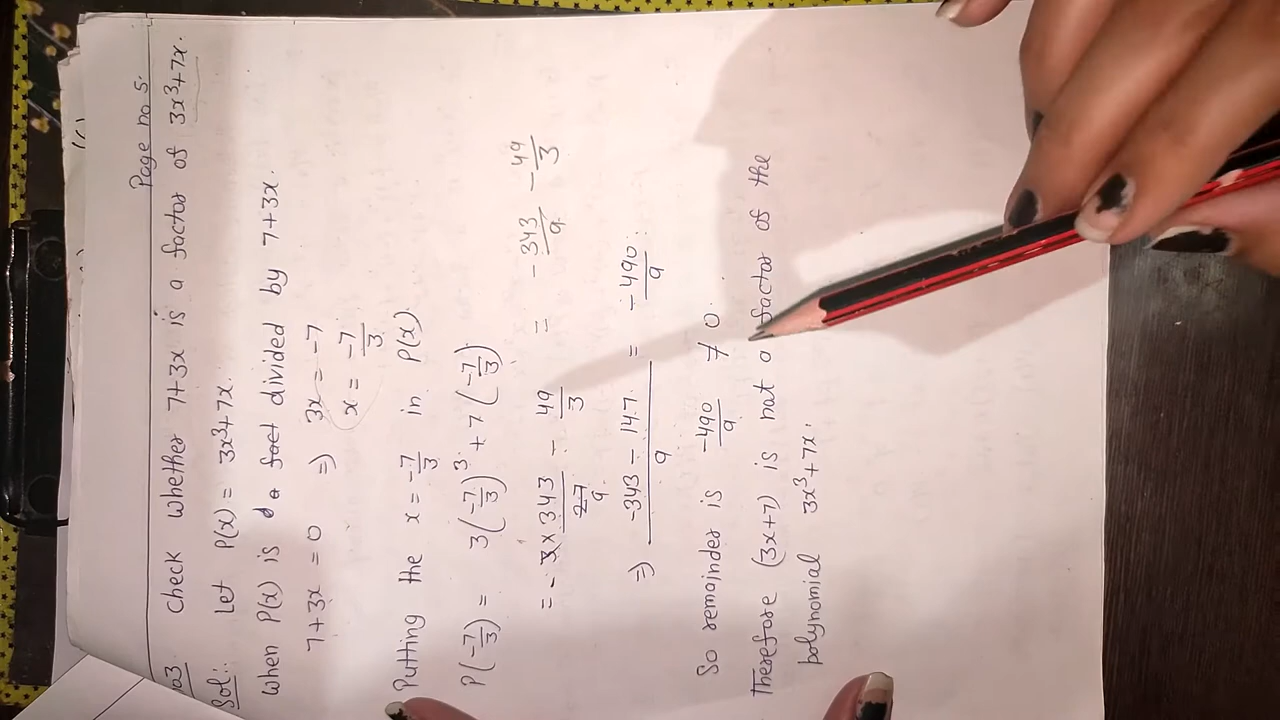 Page no 5.
Q3. Check whether 7+3x is a factor of 3x³+7x.
Sol:. Let P(x) = 3x³+7x.
When P(x) is divided by 7+3x.
7+3x = 0 ⇒ 3x = -7
x = -7/3
Putting the x = -7/3 in P(x)
P(-7/3) = 3(-7/3)³ + 7(-7/3)
= - 3×343/27 - 49/3 = - 343/9 - 49/3
⇒ -343 - 147/9 = -490/9
So remainder is -490/9 ≠ 0.
Therefore (3x+7) is not a factor of the
polynomial 3x³+7x.